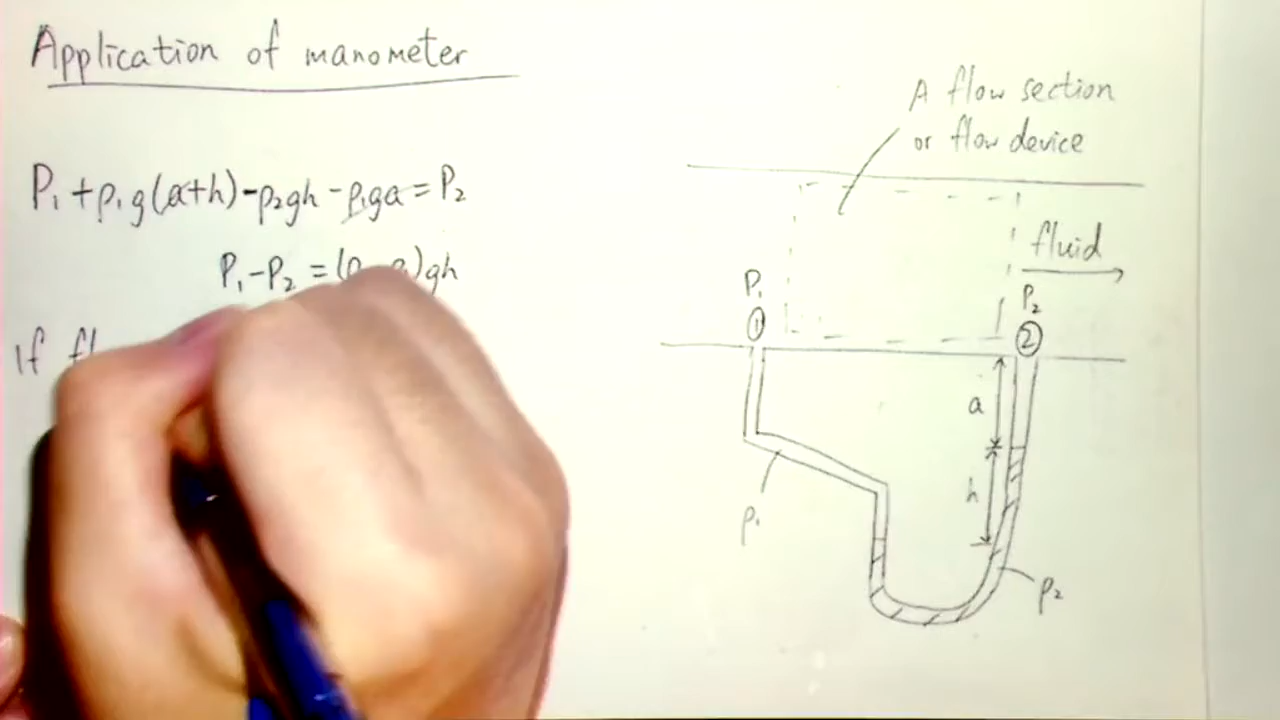 Application of manometer
P₁+ρ₁g(a+h)-ρ₂gh-ρ₁ga=P₂
P₁-P₂=( )gh
If
A flow section
or flow device
fluid
P₁
①
P₂
②
a
h
ρ₁
ρ₂